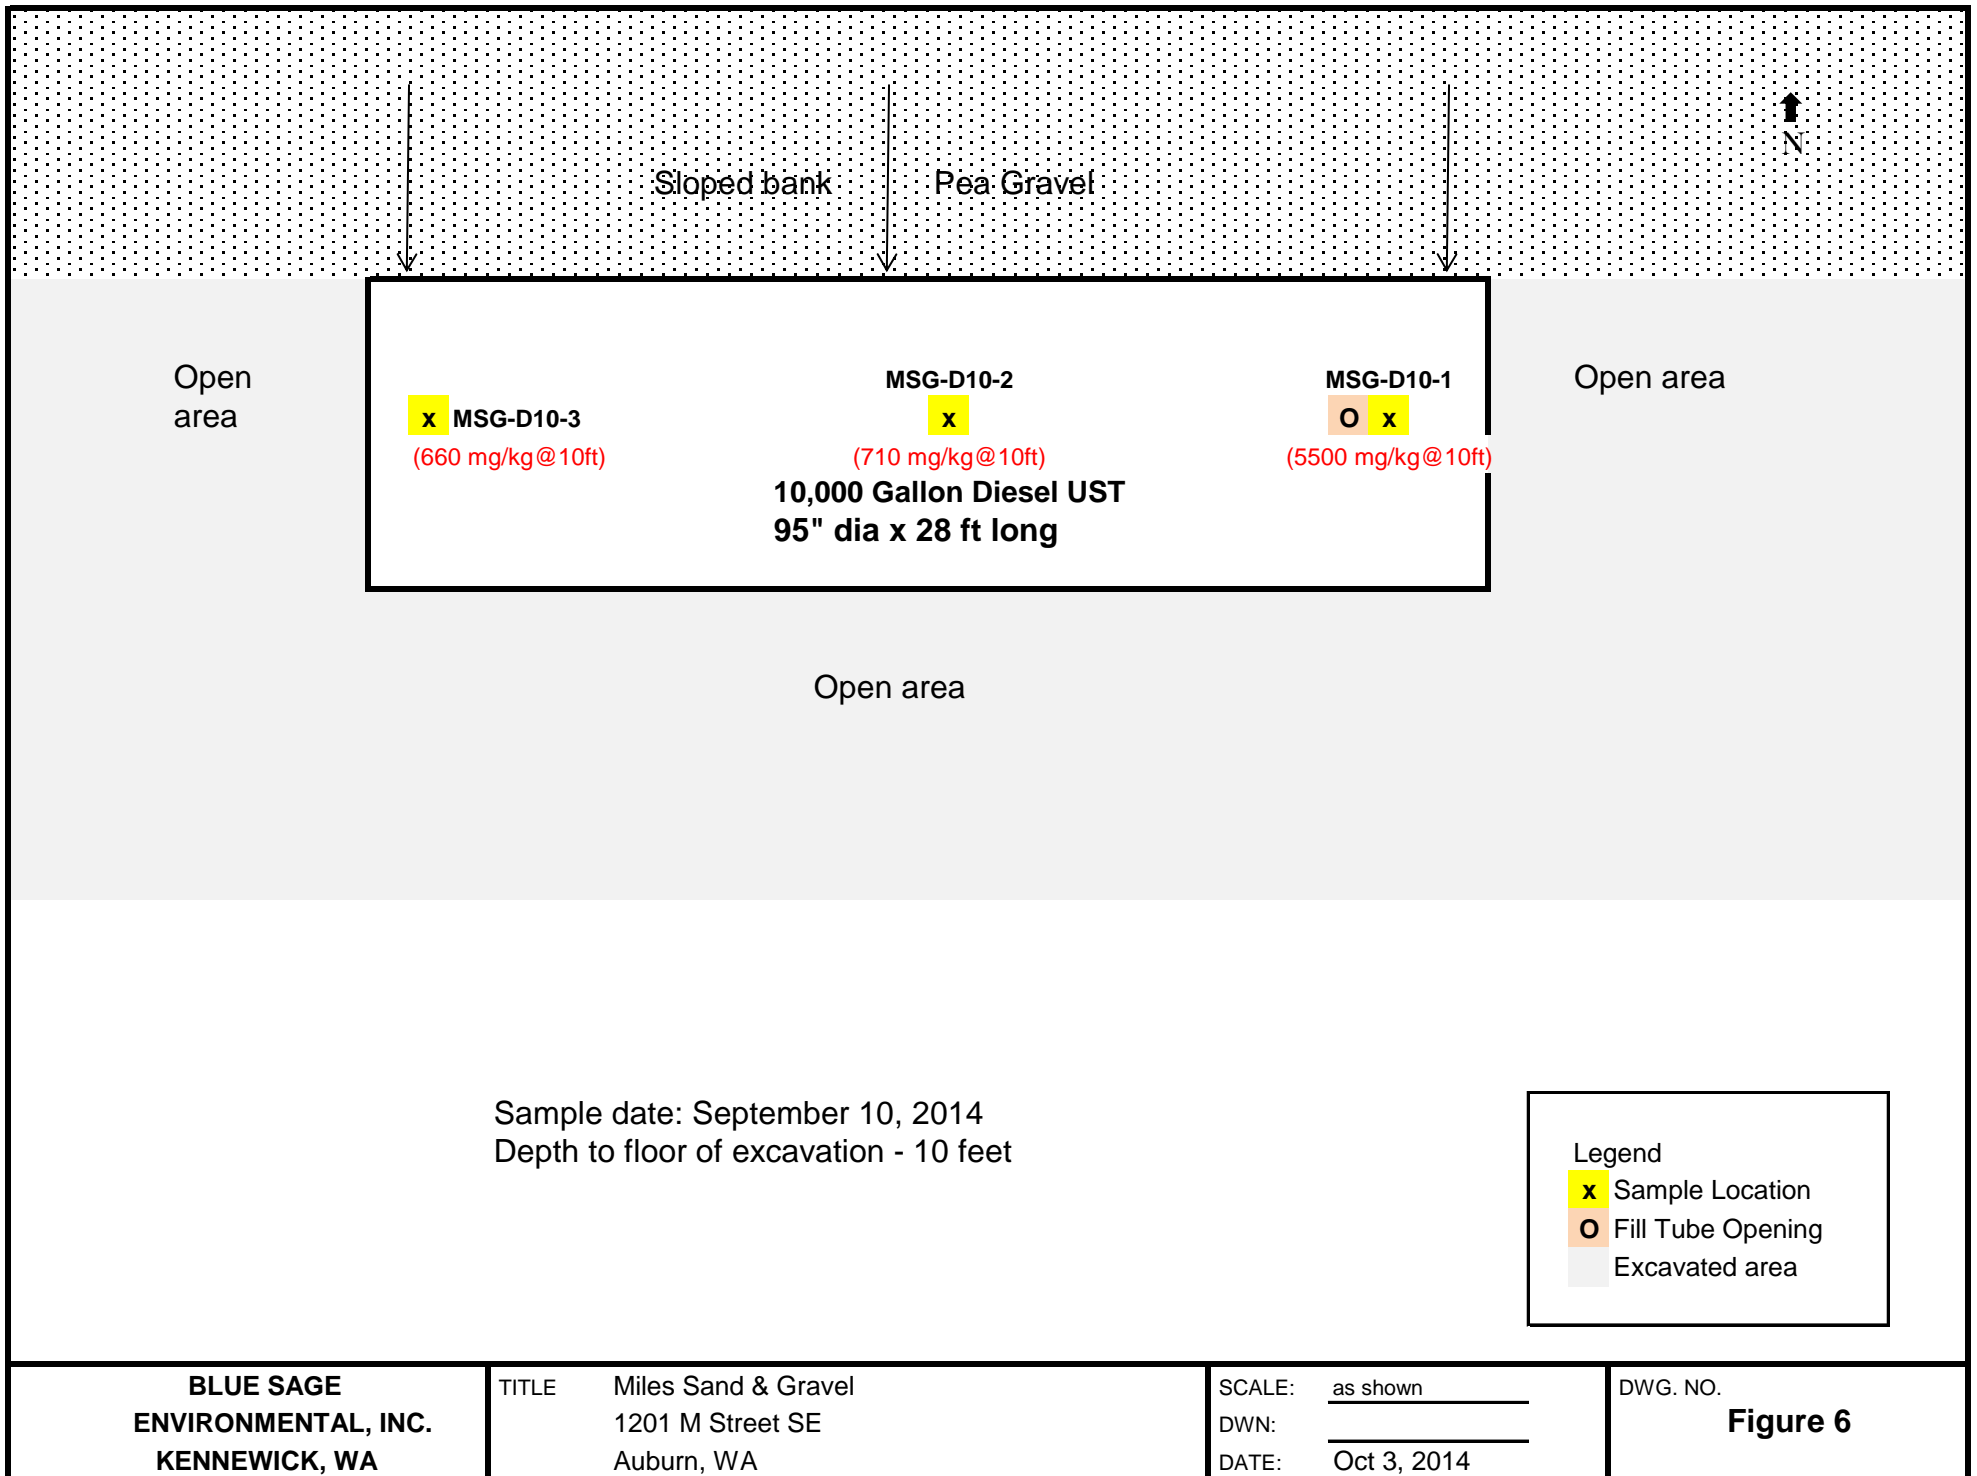 N
Sloped bank Pea Gravel
Open
area
MSG-D10-2
MSG-D10-1
Open area
x MSG-D10-3
x
O x
(660 mg/kg@10ft)
(710 mg/kg@10ft)
(5500 mg/kg@10ft)
10,000 Gallon Diesel UST
95" dia x 28 ft long
Open area
Sample date: September 10, 2014
Depth to floor of excavation - 10 feet
Legend
x Sample Location
O Fill Tube Opening
Excavated area
BLUE SAGE
ENVIRONMENTAL, INC.
KENNEWICK, WA
TITLE Miles Sand & Gravel
1201 M Street SE
Auburn, WA
SCALE: as shown
DWN:
DATE: Oct 3, 2014
DWG. NO.
Figure 6